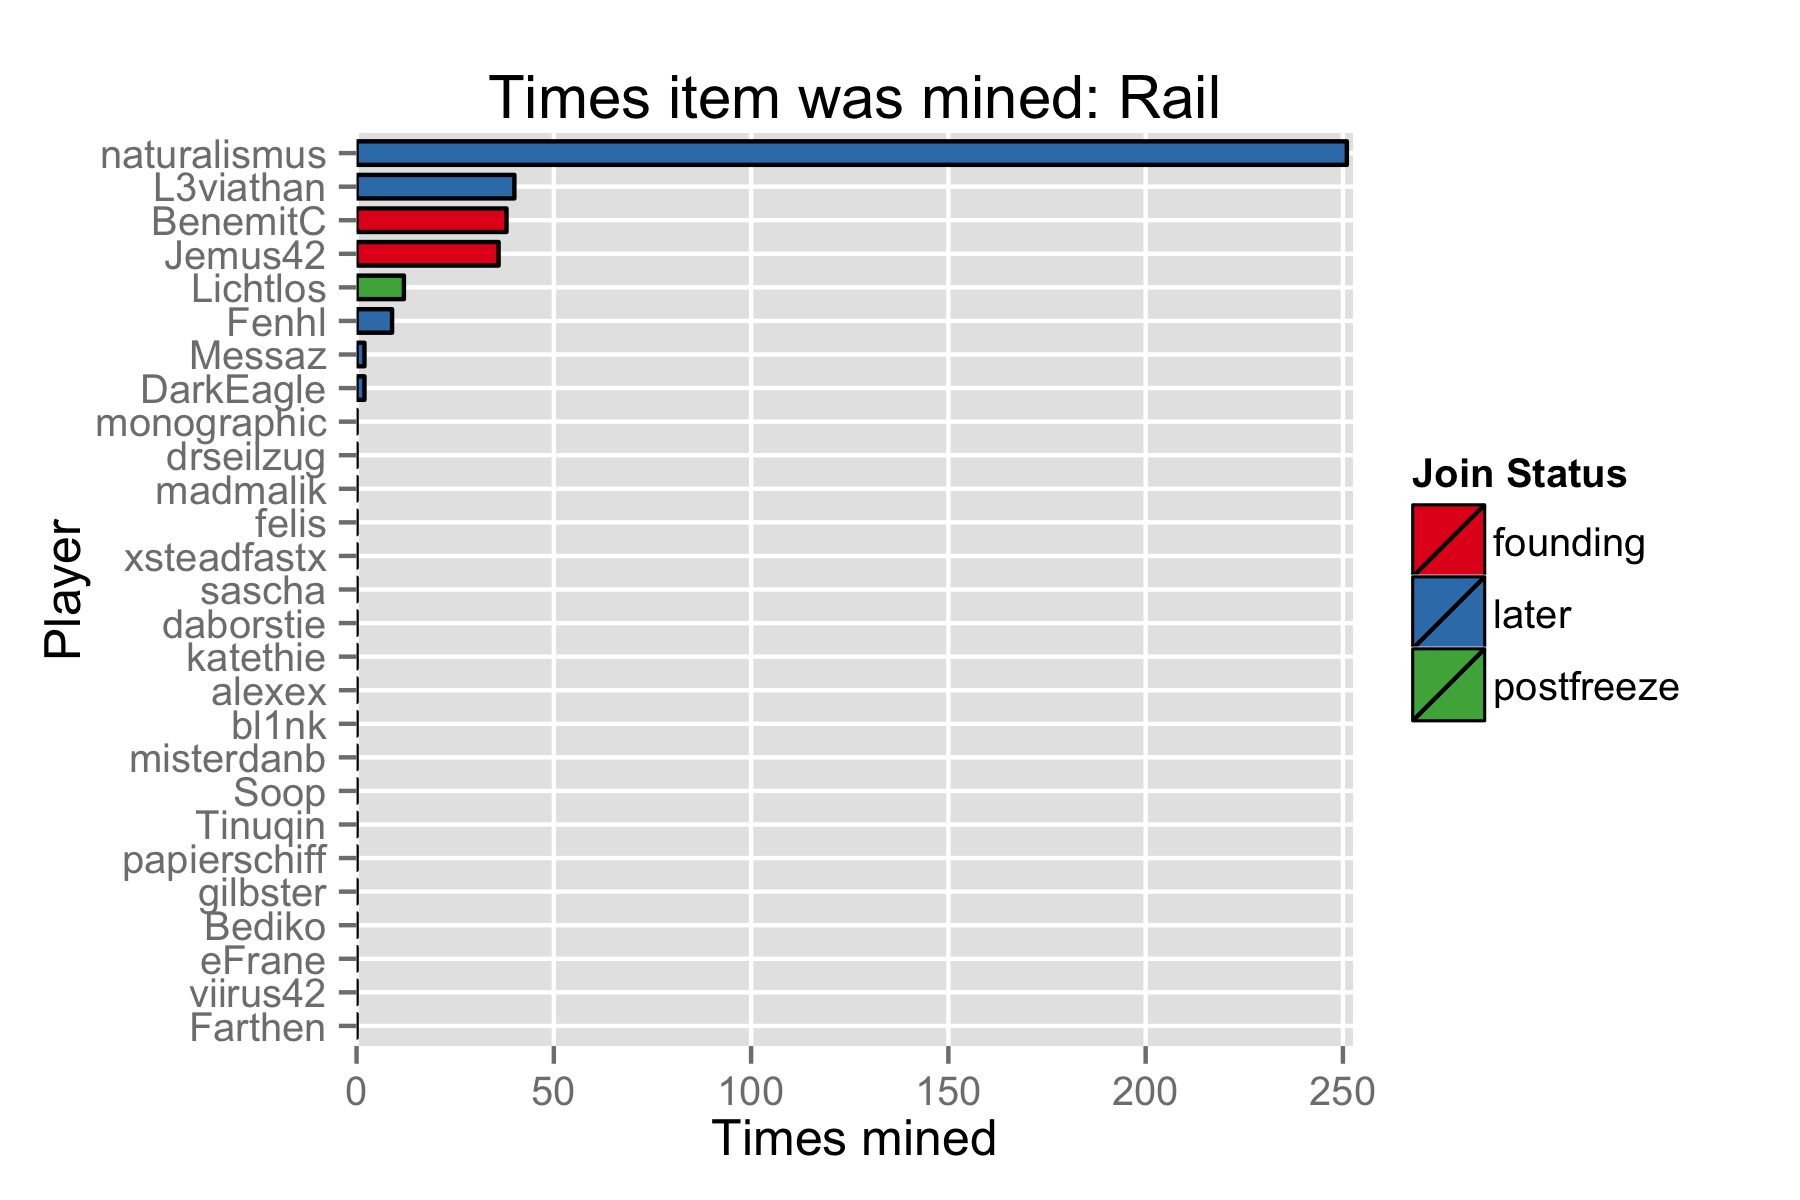 Times item was mined: Rail
naturalismus
L3viathan
BenemitC
Jemus42
Lichtlos
Fenhl
Messaz
DarkEagle
monographic
drseilzug
madmalik
felis
xsteadfastx
sascha
daborstie
katethie
alexex
bl1nk
misterdanb
Soop
Tinuqin
papierschiff
gilbster
Bediko
eFrane
viirus42
Farthen
Player
0 50 100 150 200 250
Times mined
Join Status
founding
later
postfreeze